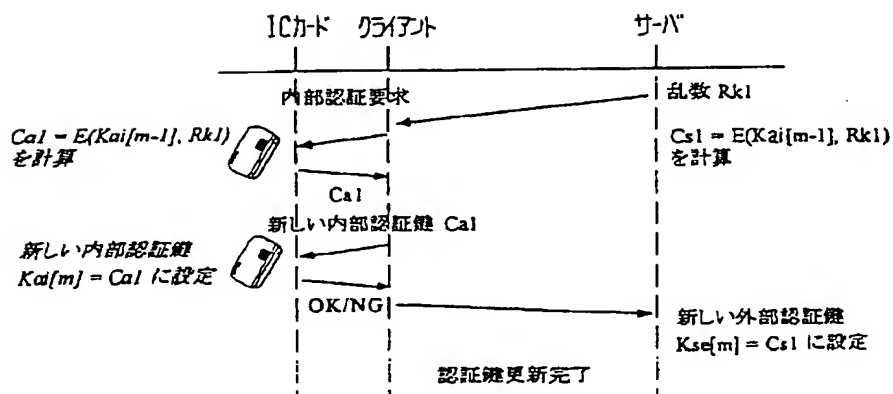 ICカード クライアント サーバ
内部認証要求
乱数 Rk1
Ca1 = E(Kai[m-1], Rk1)
を計算
Cs1 = E(Kai[m-1], Rk1)
を計算
Ca1
新しい内部認証鍵 Ca1
新しい内部認証鍵
Kai[m] = Ca1 に設定
OK/NG
新しい外部認証鍵
Kse[m] = Cs1 に設定
認証鍵更新完了